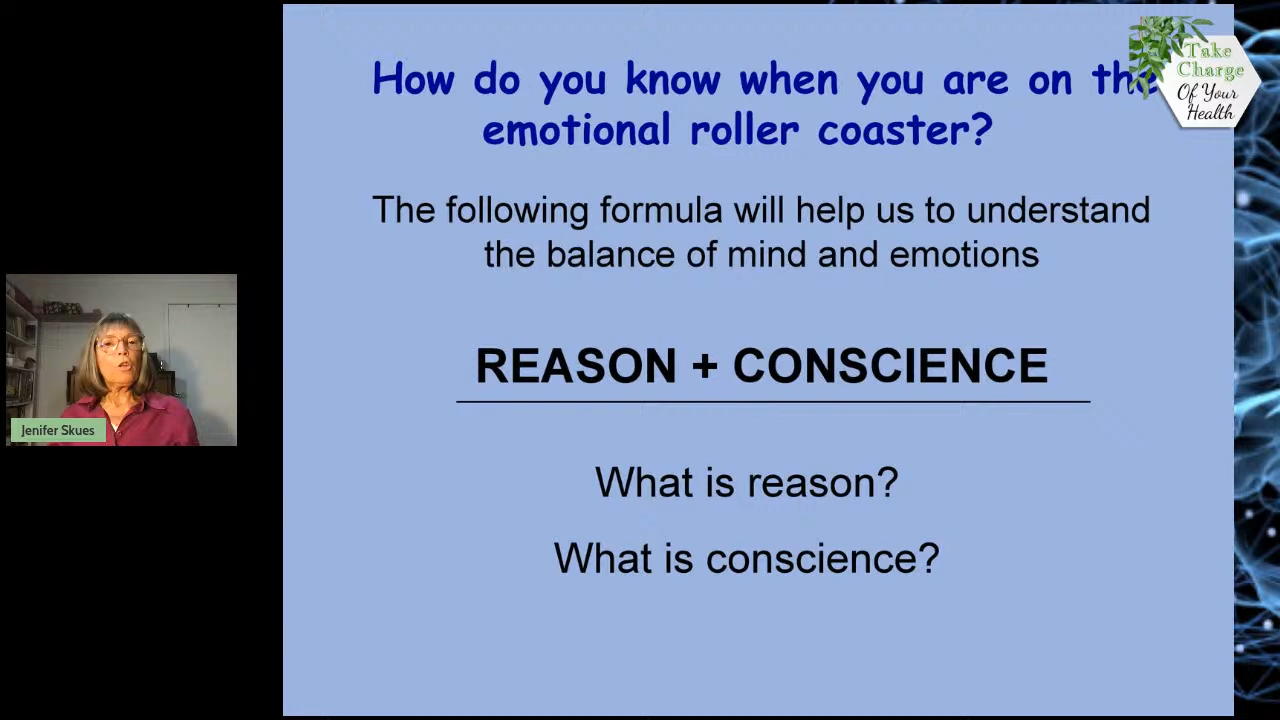 How do you know when you are on the
emotional roller coaster?
Take
Charge
Of Your
Health
The following formula will help us to understand
the balance of mind and emotions
REASON + CONSCIENCE
Jenifer Skues
What is reason?
What is conscience?